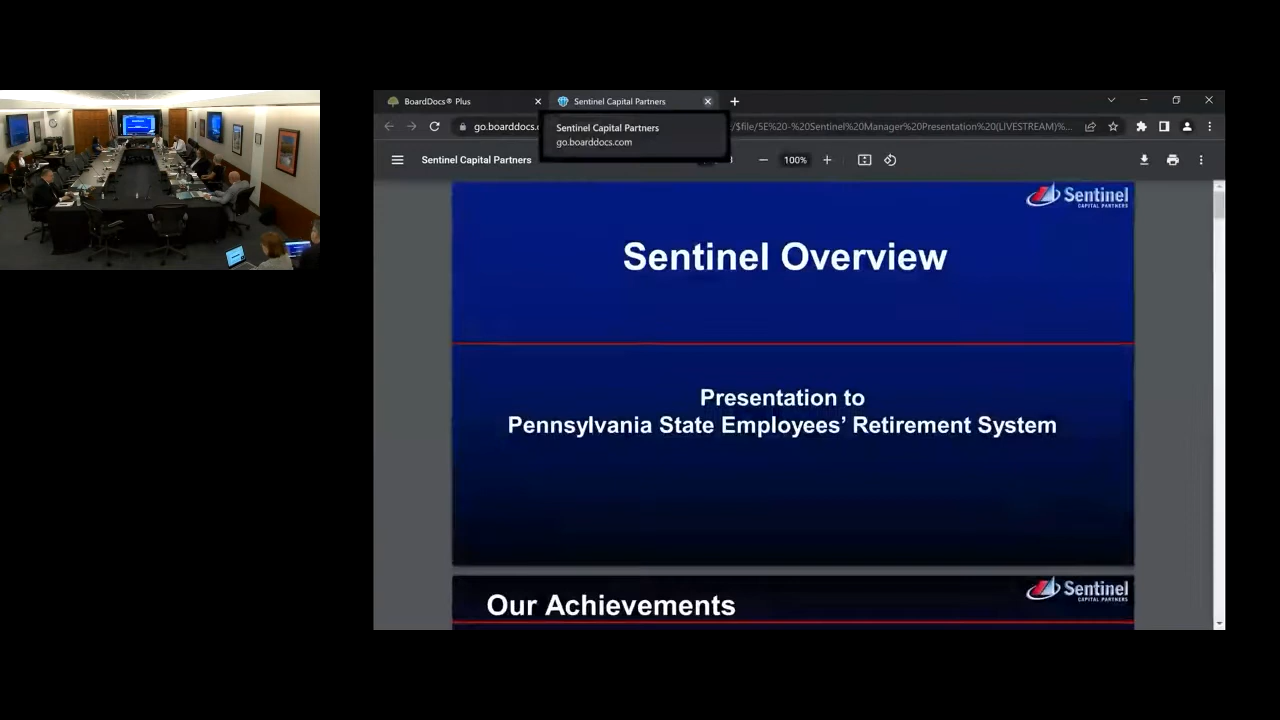 BoardDocs® Plus
Sentinel Capital Partners
go.boarddocs.
/$file/5E%20-%20Sentinel%20Manager%20Presentation%20(LIVESTREAM)%...
Sentinel Capital Partners
go.boarddocs.com
Sentinel Capital Partners
100%
Sentinel
CAPITAL PARTNERS
Sentinel Overview
Presentation to
Pennsylvania State Employees’ Retirement System
Sentinel
CAPITAL PARTNERS
Our Achievements